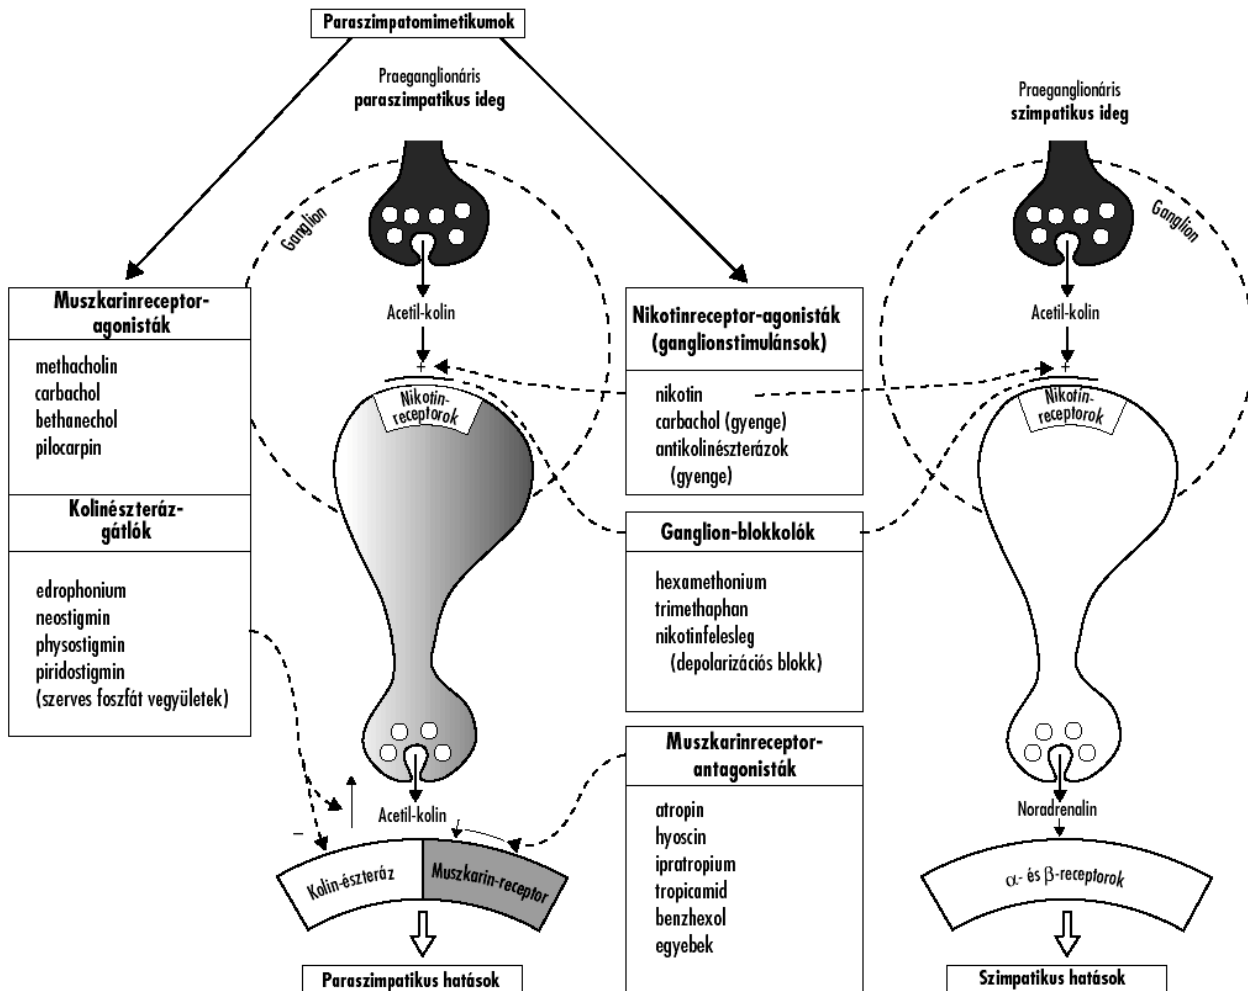 Paraszimpatomimetikumok
Praeganglionáris
paraszimpatikus ideg
Praeganglionáris
szimpatikus ideg
Ganglion
Ganglion
Muszkarinreceptor-
agonisták
methacholin
carbachol
bethanechol
pilocarpin
Kolinészteráz-
gátlók
edrophonium
neostigmin
physostigmin
piridostigmin
(szerves foszfát vegyületek)
Acetil-kolin
+
Nikotin-
receptorok
Nikotinreceptor-agonisták
(ganglionstimulánsok)
nikotin
carbachol (gyenge)
antikolinészterázok
(gyenge)
Ganglion-blokkolók
hexamethonium
trimethaphan
nikotinfelesleg
(depolarizációs blokk)
Muszkarinreceptor-
antagonisták
atropin
hyoscin
ipratropium
tropicamid
benzhexol
egyebek
Acetil-kolin
+
Nikotin-
receptorok
Acetil-kolin
–
Kolin-észteráz
Muszkarin-receptor
Paraszimpatikus hatások
Noradrenalin
α- és β-receptorok
Szimpatikus hatások